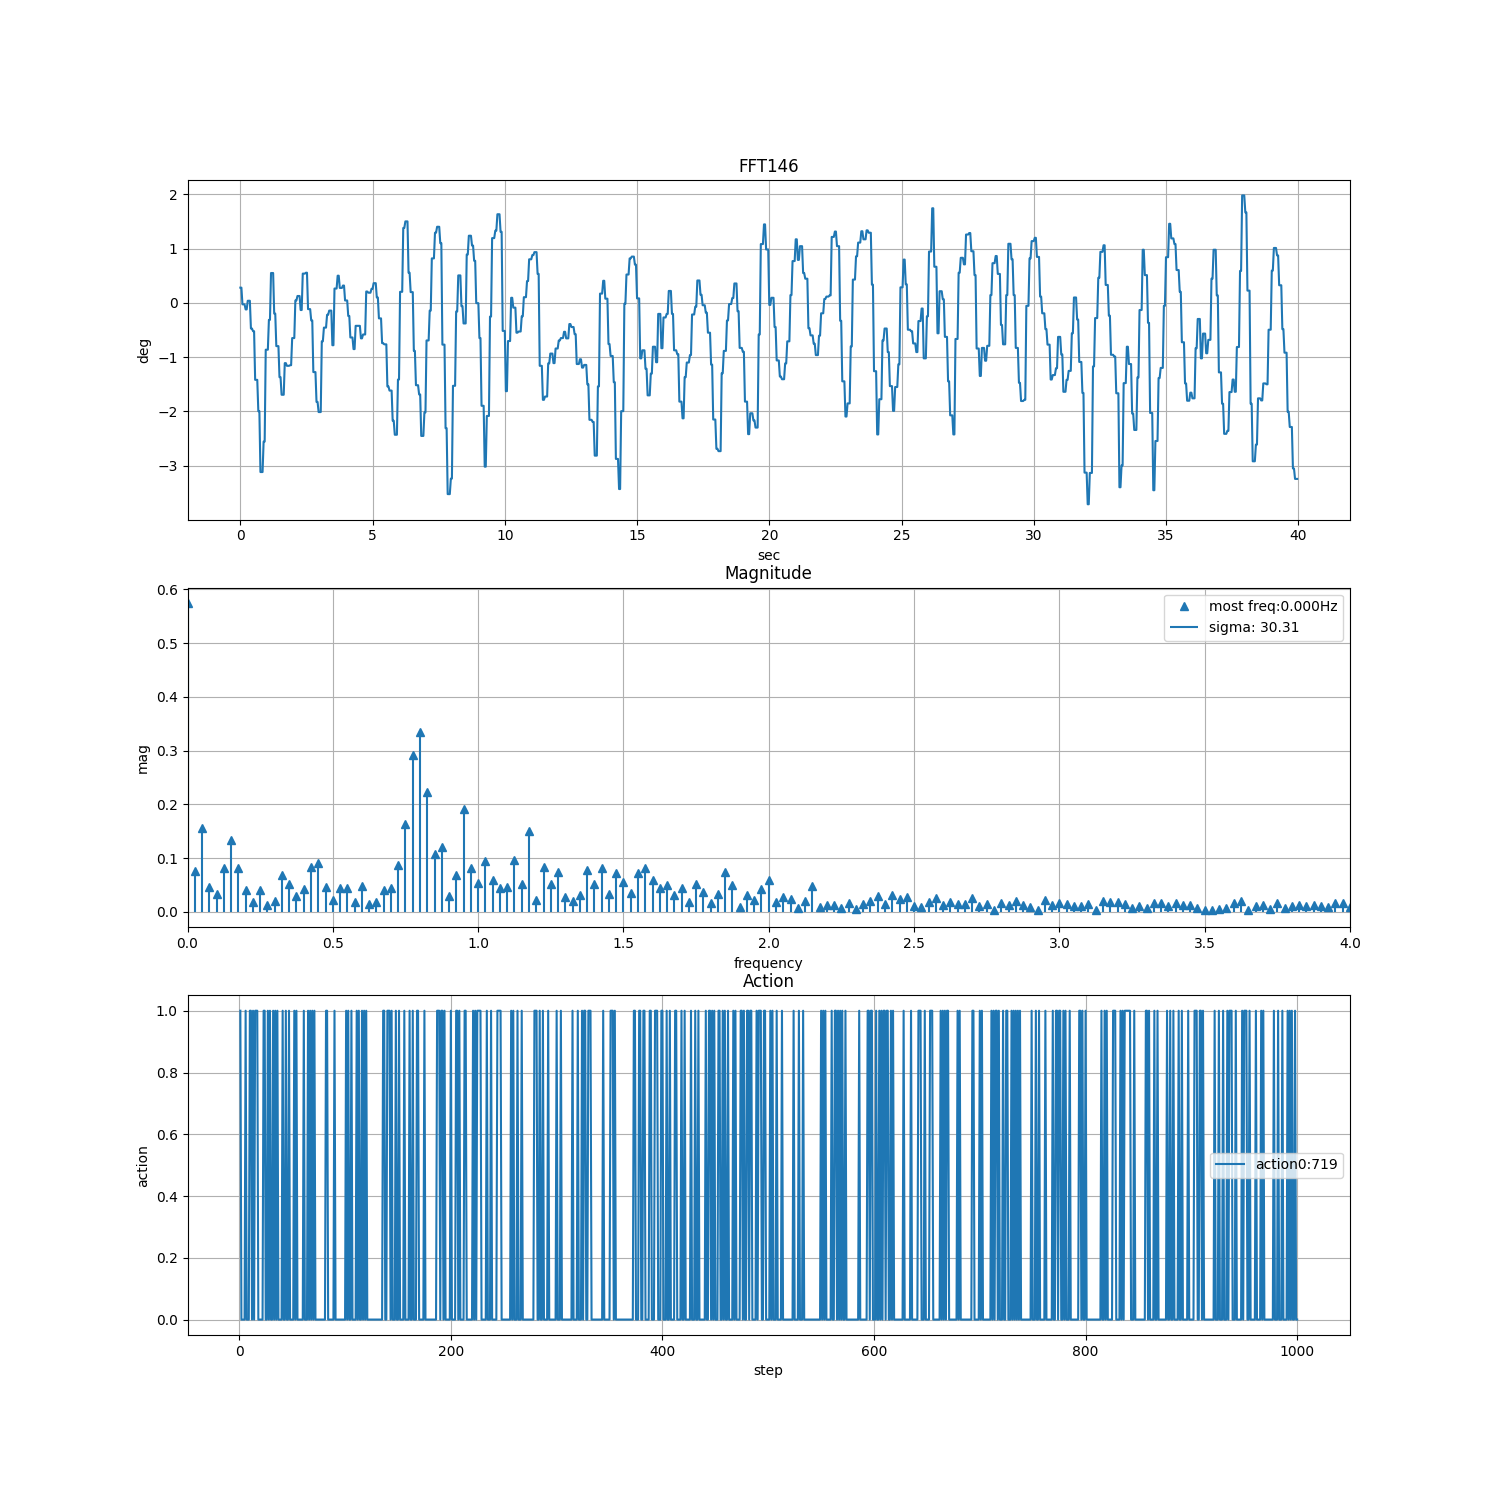 FFT146
2
1
0
−1
−2
−3
deg
0 5 10 15 20 25 30 35 40
sec
Magnitude
0.6
0.5
0.4
0.3
0.2
0.1
0.0
mag
most freq:0.000Hz
sigma: 30.31
0.0 0.5 1.0 1.5 2.0 2.5 3.0 3.5 4.0
frequency
Action
1.0
0.8
0.6
0.4
0.2
0.0
action
action0:719
0 200 400 600 800 1000
step